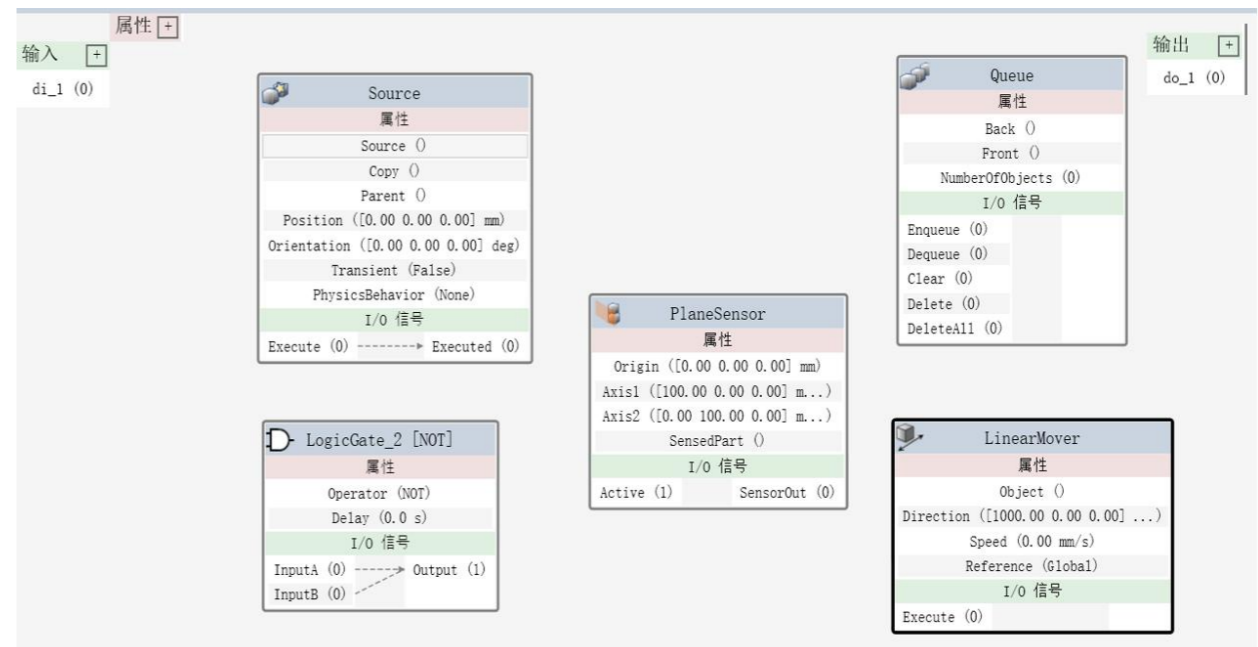 属性 +
输入 +
di_1 (0)
Source
属性
Source ()
Copy ()
Parent ()
Position ([0.00 0.00 0.00] mm)
Orientation ([0.00 0.00 0.00] deg)
Transient (False)
PhysicsBehavior (None)
I/O 信号
Execute (0) Executed (0)
LogicGate_2 [NOT]
属性
Operator (NOT)
Delay (0.0 s)
I/O 信号
InputA (0) Output (1)
InputB (0)
PlaneSensor
属性
Origin ([0.00 0.00 0.00] mm)
Axis1 ([100.00 0.00 0.00] m...)
Axis2 ([0.00 100.00 0.00] m...)
SensedPart ()
I/O 信号
Active (1) SensorOut (0)
Queue
属性
Back ()
Front ()
NumberOfObjects (0)
I/O 信号
Enqueue (0)
Dequeue (0)
Clear (0)
Delete (0)
DeleteAll (0)
LinearMover
属性
Object ()
Direction ([1000.00 0.00 0.00] ...)
Speed (0.00 mm/s)
Reference (Global)
I/O 信号
Execute (0)
输出 +
do_1 (0)